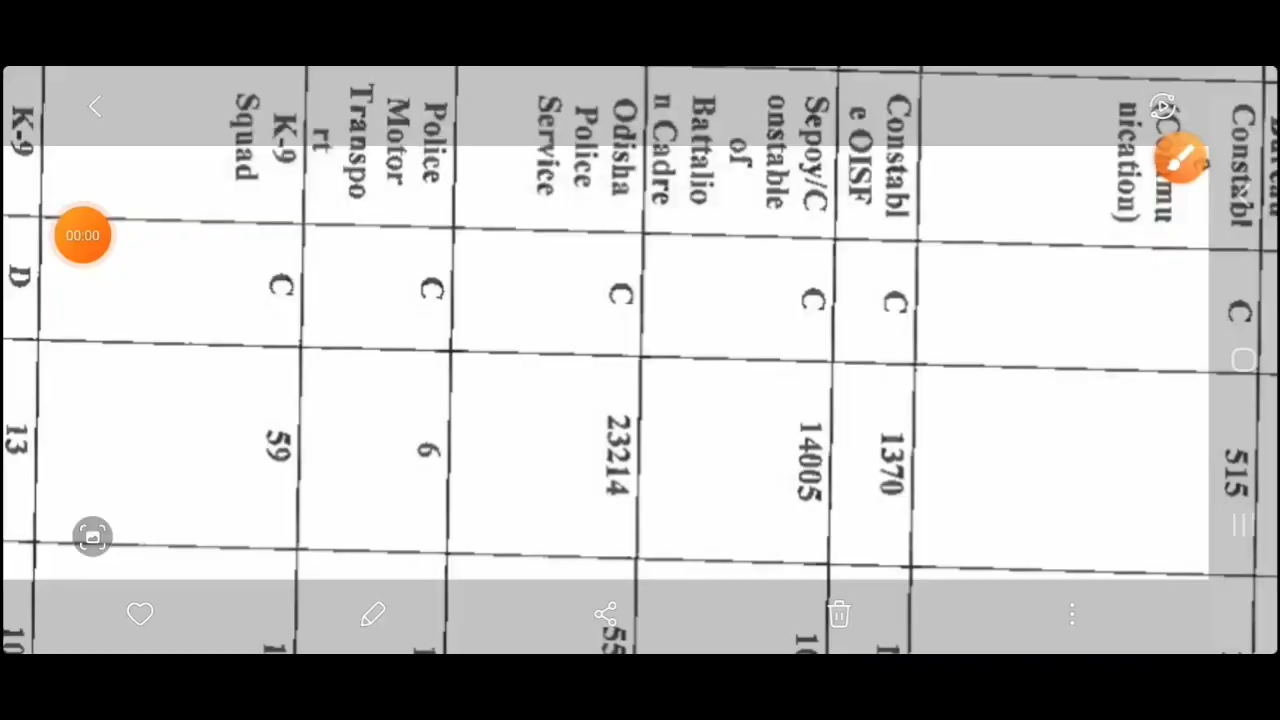 Constabl C 515
nication)
Constabl C 1370
e OISF
Sepoy/C C 14005
onstable
of
Battalio
n Cadre
Odisha C 23214
Police
Service
Police C 6
Motor
Transpo
rt
K-9 C 59
Squad
K-9 D 13
00:00